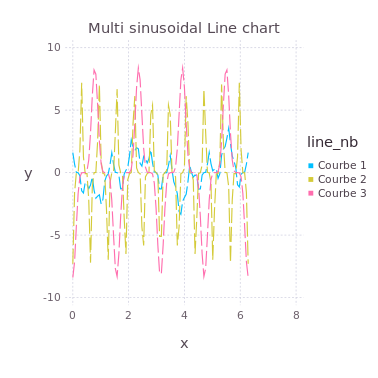 Multi sinusoidal Line chart
10
5
0
-5
-10
y
0
2
4
6
8
x
line_nb
Courbe 1
Courbe 2
Courbe 3